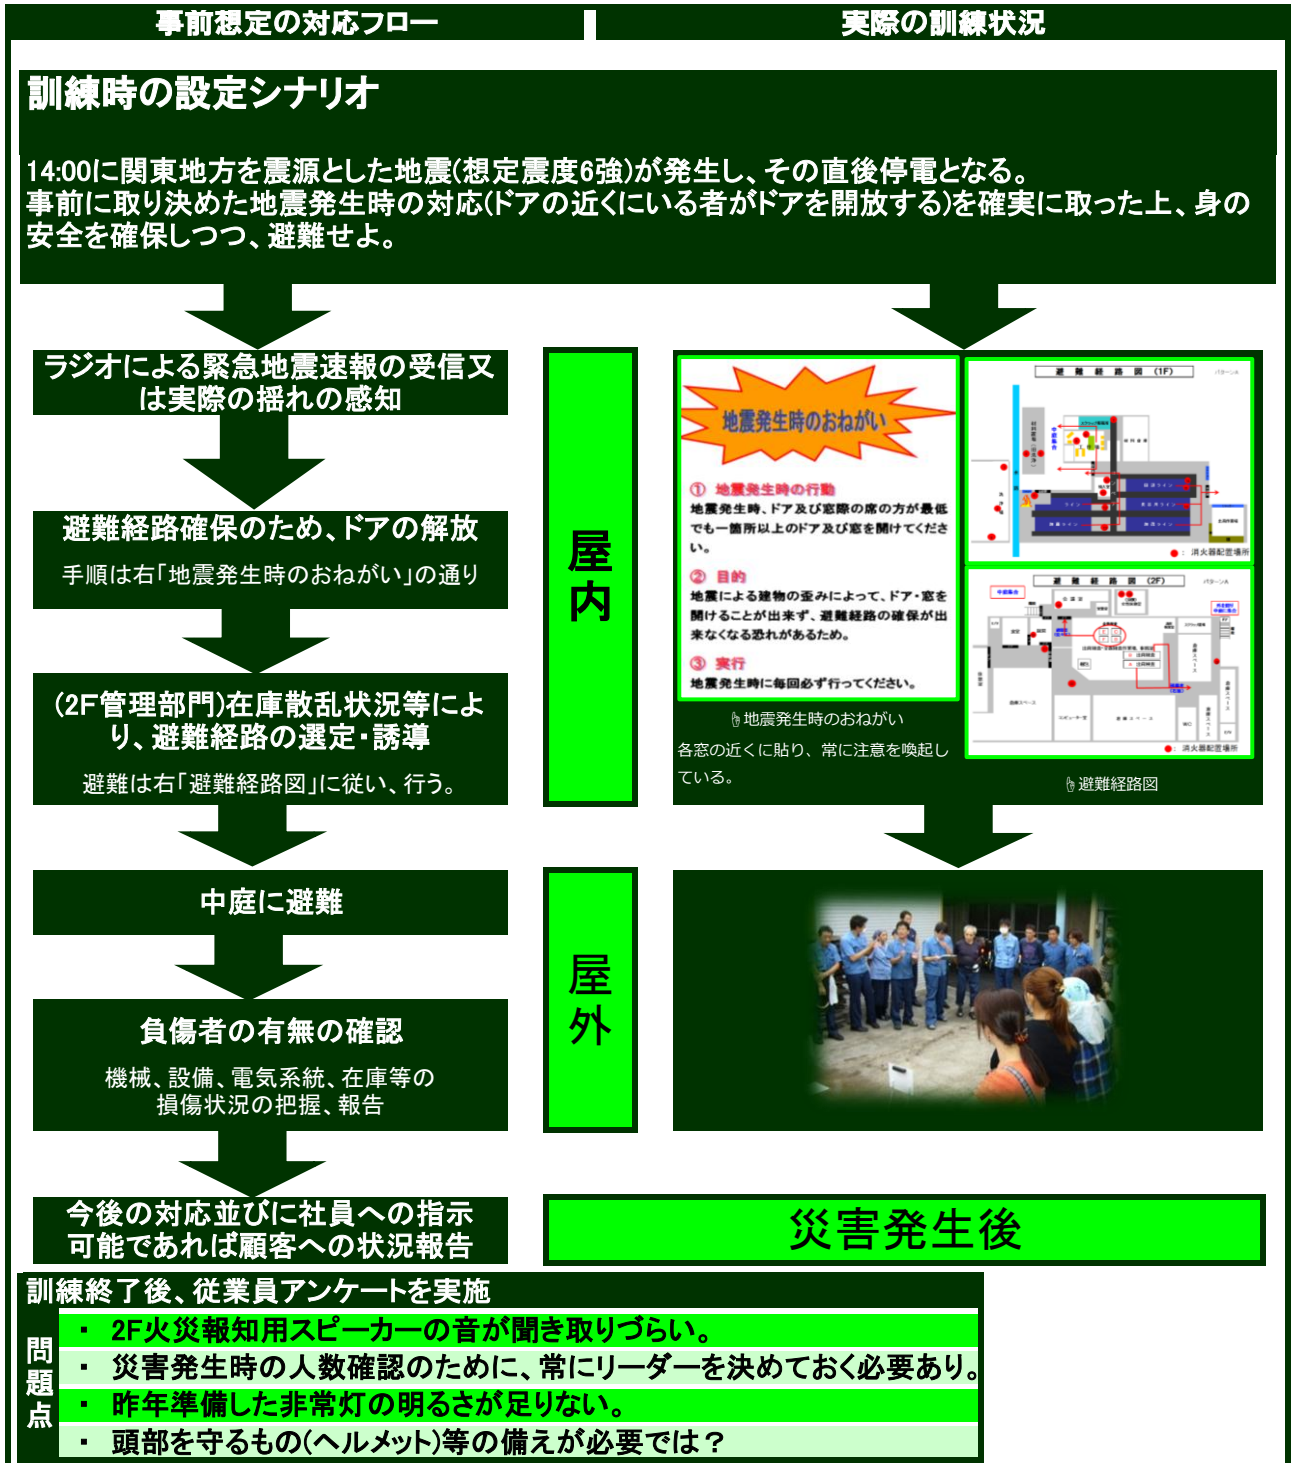 事前想定の対応フロー
実際の訓練状況
訓練時の設定シナリオ
14:00に関東地方を震源とした地震(想定震度6強)が発生し、その直後停電となる。
事前に取り決めた地震発生時の対応(ドアの近くにいる者がドアを開放する)を確実に取った上、身の
安全を確保しつつ、避難せよ。
ラジオによる緊急地震速報の受信又
は実際の揺れの感知
避難経路確保のため、ドアの解放
手順は右「地震発生時のおねがい」の通り
(2F管理部門)在庫散乱状況等によ
り、避難経路の選定・誘導
避難は右「避難経路図」に従い、行う。
屋内
地震発生時のおねがい
① 地震発生時の行動
地震発生時、ドア及び窓際の席の方が最低
でも一箇所以上のドア及び窓を開けてくださ
い。
② 目的
地震による建物の歪みによって、ドア・窓を
開けることが出来ず、避難経路の確保が出
来なくなる恐れがあるため。
③ 実行
地震発生時に毎回必ず行ってください。
☝地震発生時のおねがい
各窓の近くに貼り、常に注意を喚起し
ている。
避難経路図 (1F)
パターンA
●: 消火器配置場所
避難経路図 (2F)
パターンA
中庭集合
●: 消火器配置場所
☝避難経路図
中庭に避難
負傷者の有無の確認
機械、設備、電気系統、在庫等の
損傷状況の把握、報告
屋外
今後の対応並びに社員への指示
可能であれば顧客への状況報告
災害発生後
訓練終了後、従業員アンケートを実施
問題点
・ 2F火災報知用スピーカーの音が聞き取りづらい。
・ 災害発生時の人数確認のために、常にリーダーを決めておく必要あり。
・ 昨年準備した非常灯の明るさが足りない。
・ 頭部を守るもの(ヘルメット)等の備えが必要では？